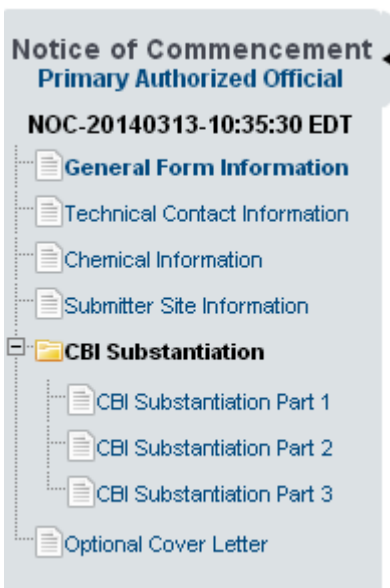 Notice of Commencement
Primary Authorized Official
NOC-20140313-10:35:30 EDT
General Form Information
Technical Contact Information
Chemical Information
Submitter Site Information
CBI Substantiation
CBI Substantiation Part 1
CBI Substantiation Part 2
CBI Substantiation Part 3
Optional Cover Letter